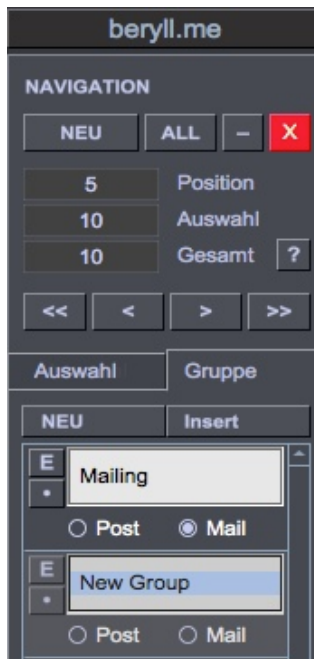 beryll.me
NAVIGATION
NEU ALL – X
5 Position
10 Auswahl
10 Gesamt ?
<< < > >>
Auswahl Gruppe
NEU Insert
E Mailing
•
Post Mail
E New Group
•
Post Mail